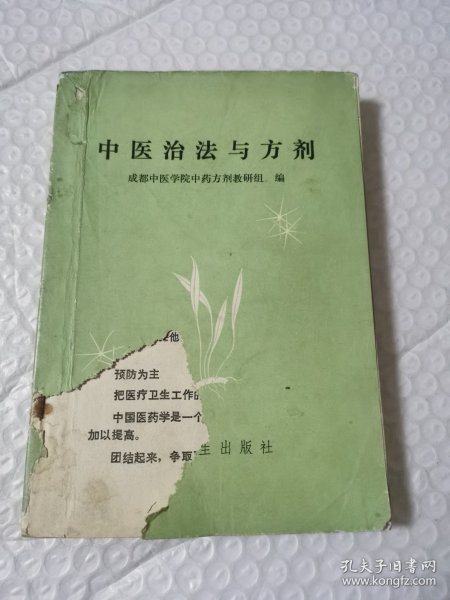 中医治法与方剂
成都中医学院中药方剂教研组 编
他
预防为主
把医疗卫生工作的
中国医药学是一个
加以提高。
团结起来，争取
生出版社
孔夫子旧书网
www.kongfz.com